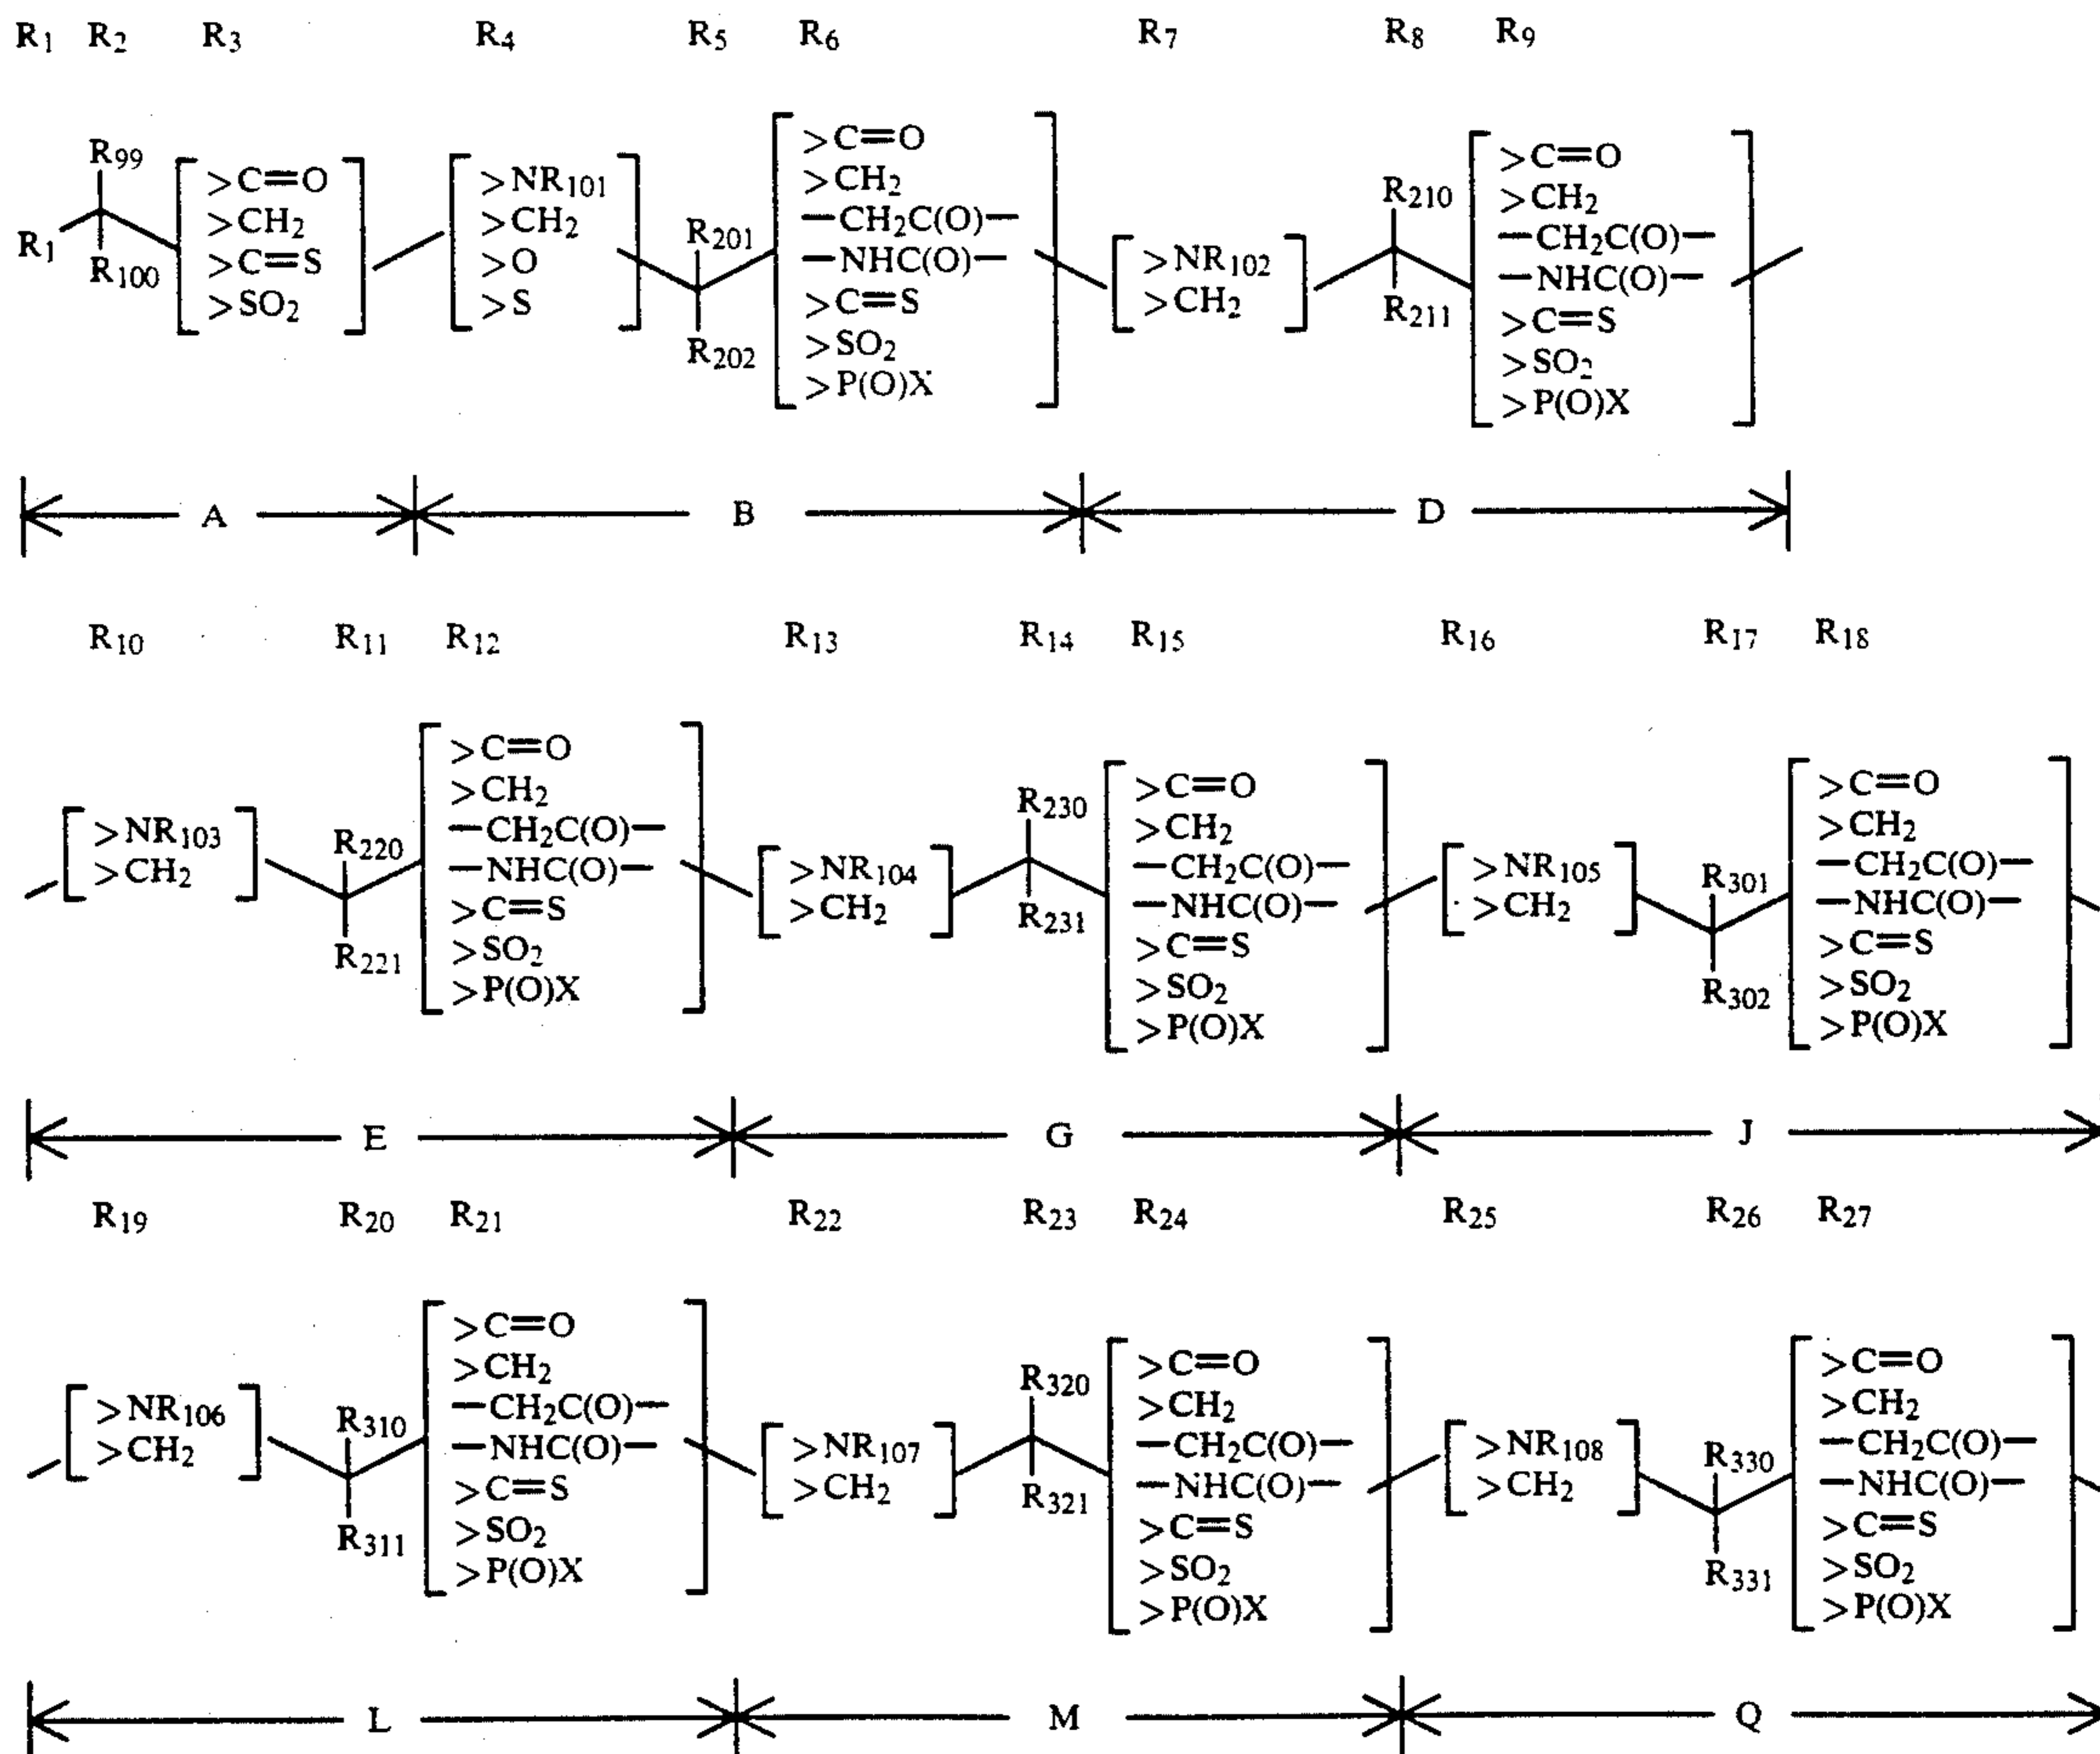 R1 R2 R3 R4 R5 R6 R7 R8 R9
R99
R1
R100
>C=O
>CH2
>C=S
>SO2
>NR101
>CH2
>O
>S
R201
R202
>C=O
>CH2
—CH2C(O)—
—NHC(O)—
>C=S
>SO2
>P(O)X
>NR102
>CH2
R210
R211
>C=O
>CH2
—CH2C(O)—
—NHC(O)—
>C=S
>SO2
>P(O)X
A B D
R10 R11 R12 R13 R14 R15 R16 R17 R18
>NR103
>CH2
R220
R221
>C=O
>CH2
—CH2C(O)—
—NHC(O)—
>C=S
>SO2
>P(O)X
>NR104
>CH2
R230
R231
>C=O
>CH2
—CH2C(O)—
—NHC(O)—
>C=S
>SO2
>P(O)X
>NR105
>CH2
R301
R302
>C=O
>CH2
—CH2C(O)—
—NHC(O)—
>C=S
>SO2
>P(O)X
E G J
R19 R20 R21 R22 R23 R24 R25 R26 R27
>NR106
>CH2
R310
R311
>C=O
>CH2
—CH2C(O)—
—NHC(O)—
>C=S
>SO2
>P(O)X
>NR107
>CH2
R320
R321
>C=O
>CH2
—CH2C(O)—
—NHC(O)—
>C=S
>SO2
>P(O)X
>NR108
>CH2
R330
R331
>C=O
>CH2
—CH2C(O)—
—NHC(O)—
>C=S
>SO2
>P(O)X
L M Q